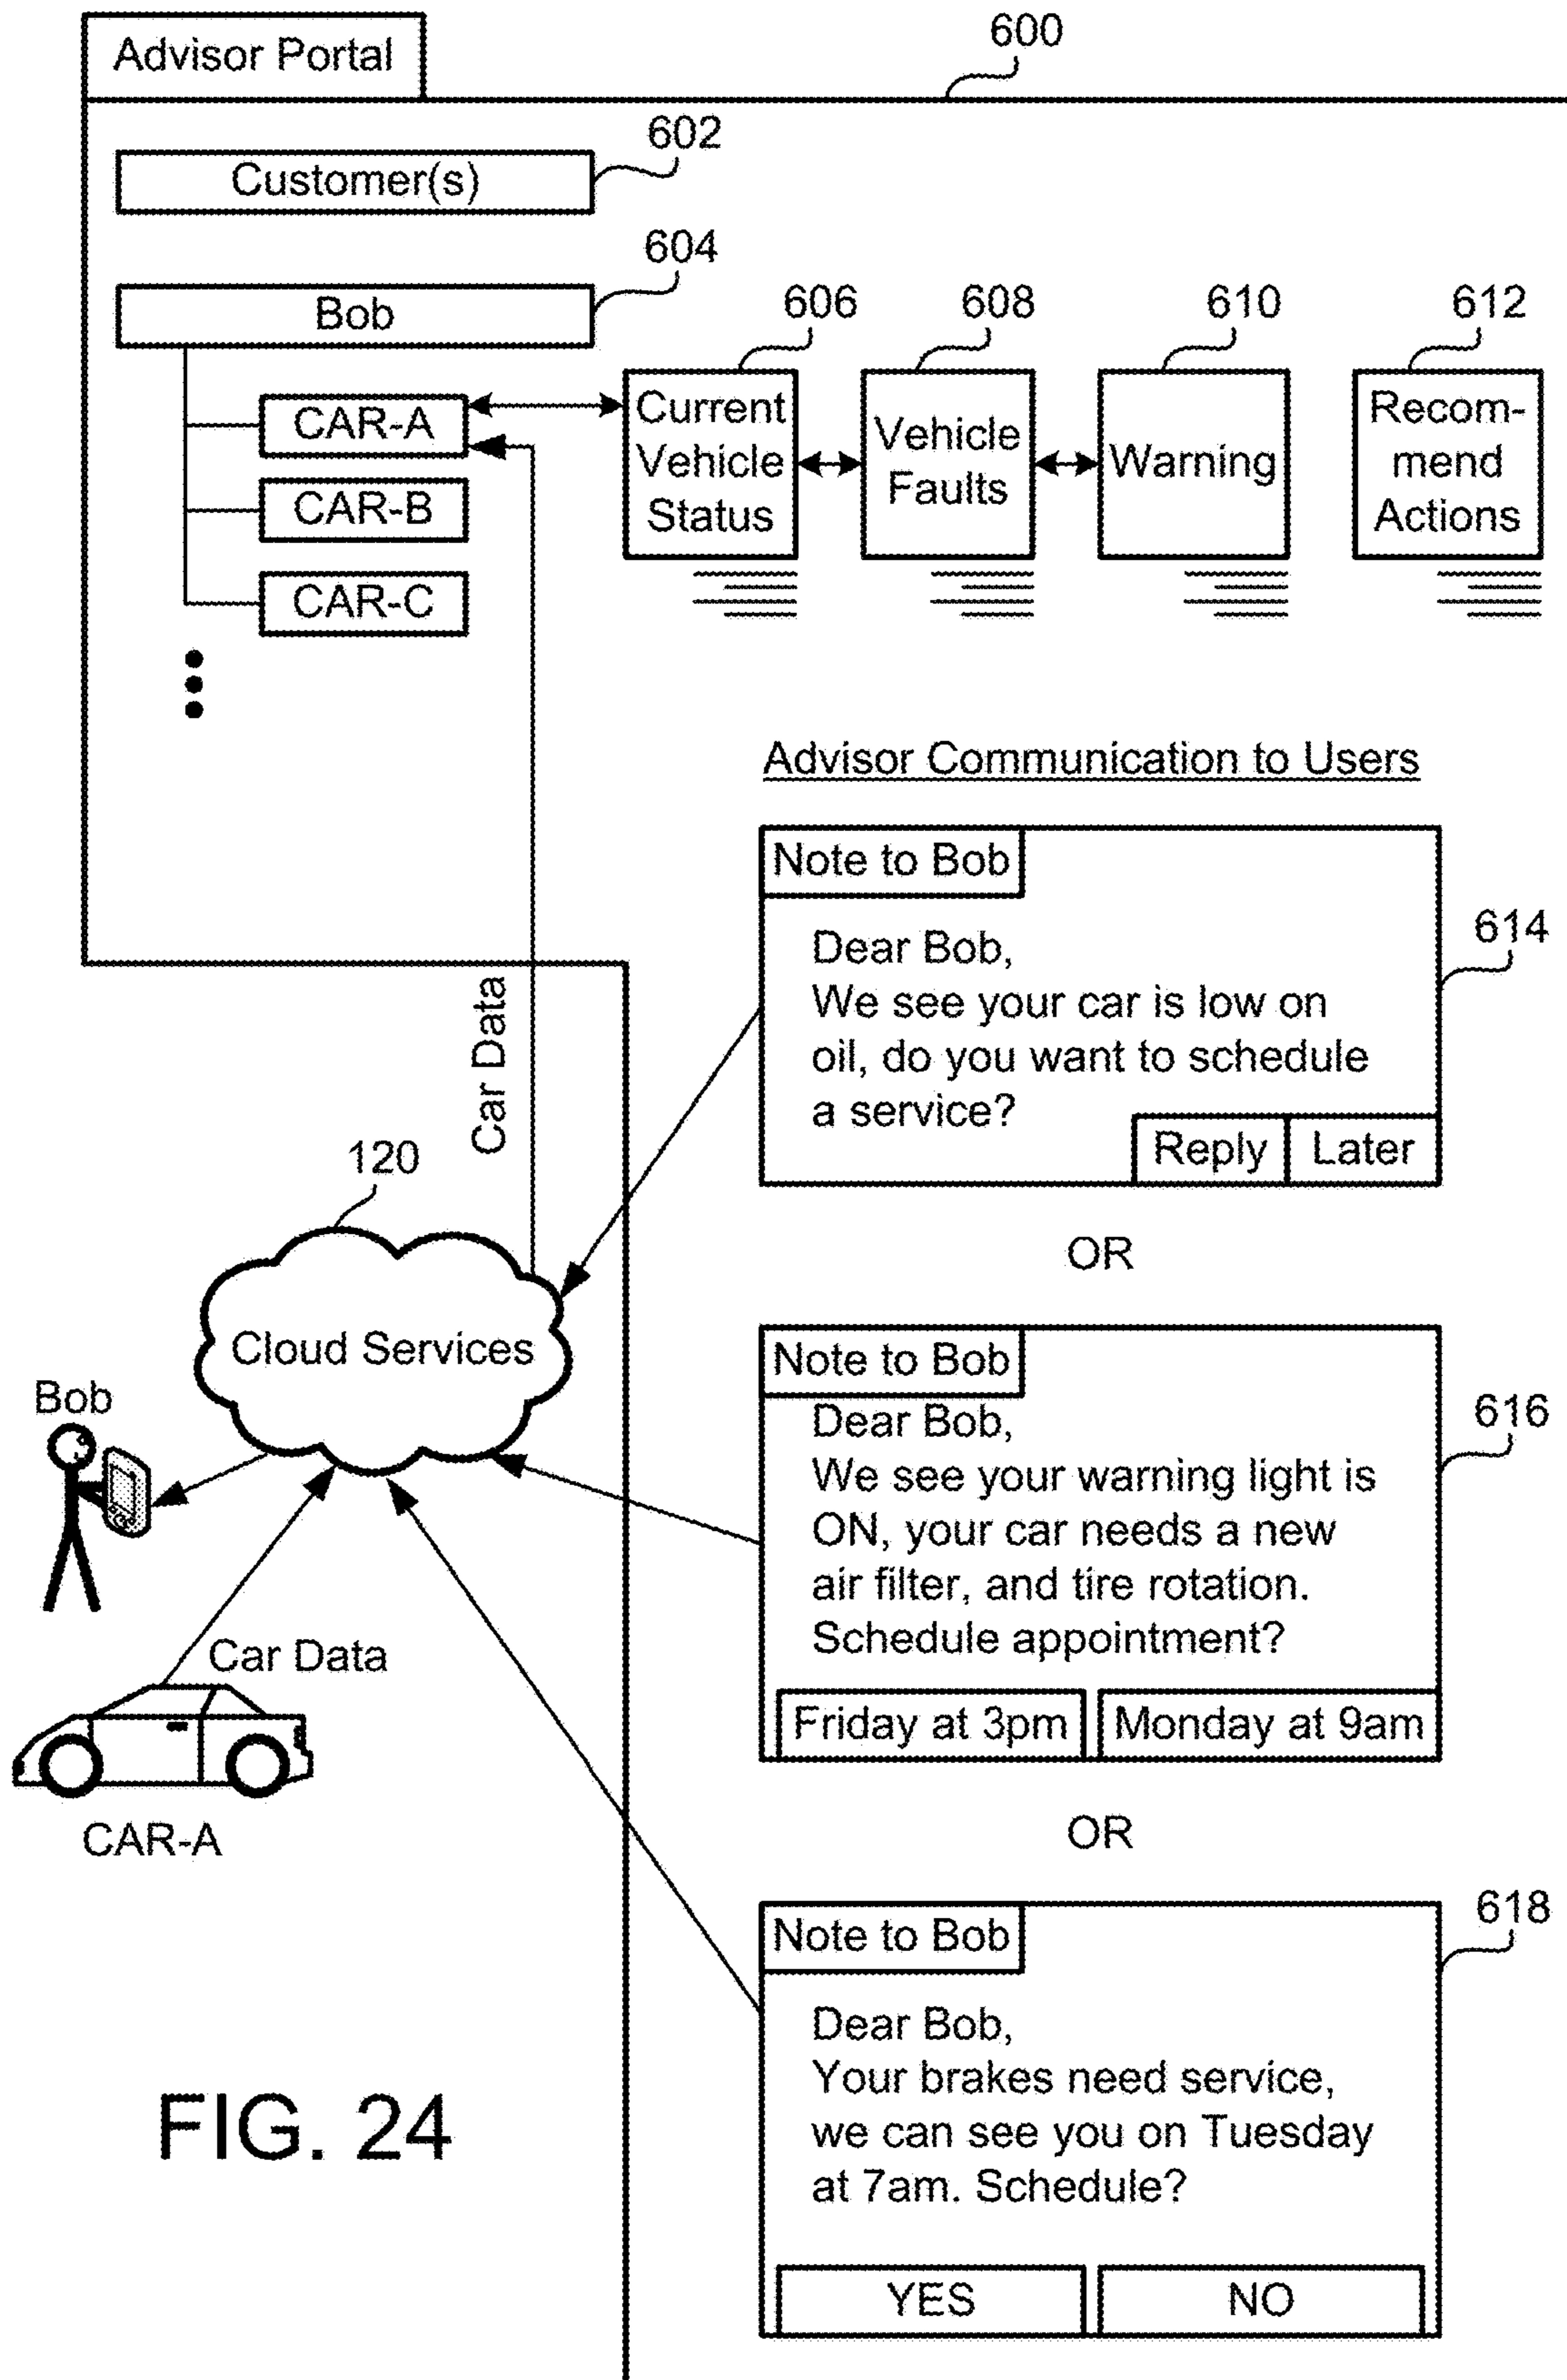 Advisor Portal
600
Customer(s)
602
Bob
604
CAR-A
CAR-B
CAR-C
606
Current
Vehicle
Status
608
Vehicle
Faults
610
Warning
612
Recom-
mend
Actions
Advisor Communication to Users
Note to Bob
614
Dear Bob,
We see your car is low on
oil, do you want to schedule
a service?
Reply
Later
OR
Note to Bob
616
Dear Bob,
We see your warning light is
ON, your car needs a new
air filter, and tire rotation.
Schedule appointment?
Friday at 3pm
Monday at 9am
OR
Note to Bob
618
Dear Bob,
Your brakes need service,
we can see you on Tuesday
at 7am. Schedule?
YES
NO
Car Data
120
Cloud Services
Bob
Car Data
CAR-A
FIG. 24